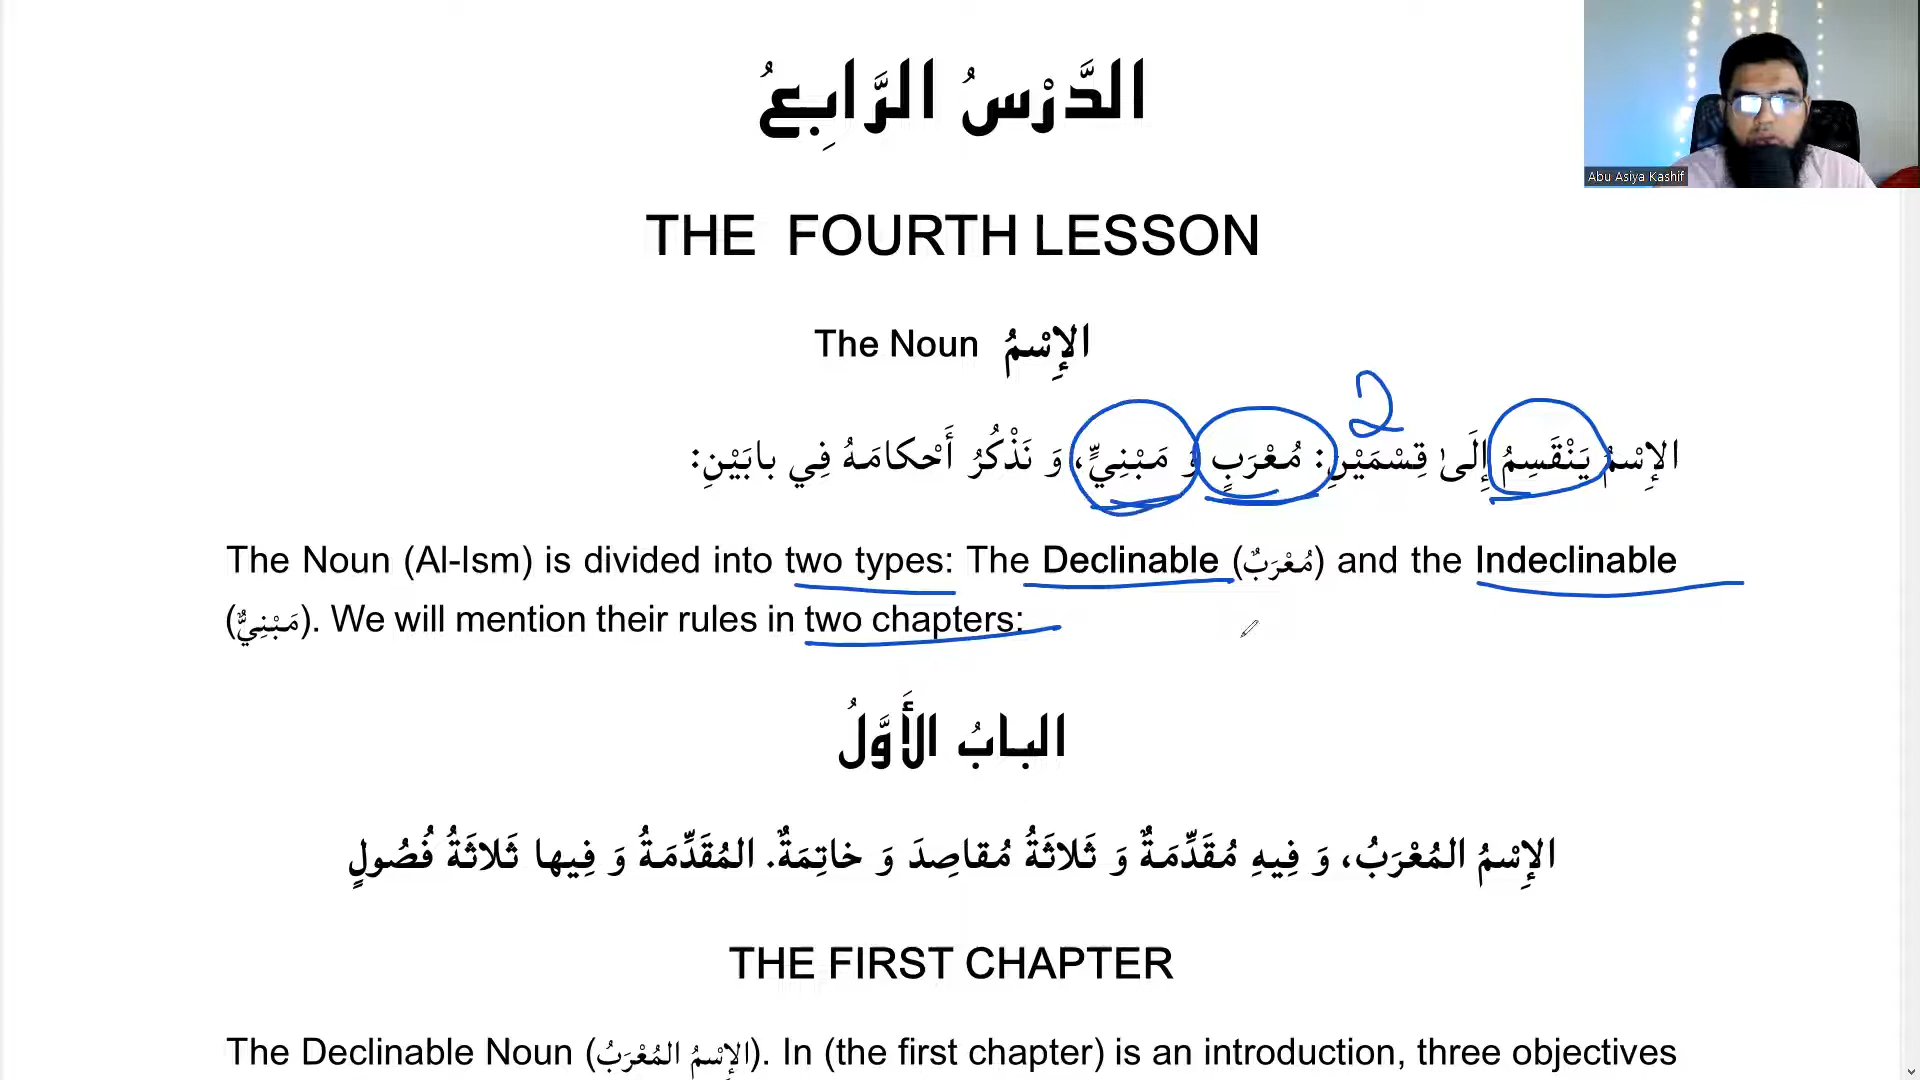 Abu Asiya Kashif
الدَّرْسُ الرَّابِعُ
THE FOURTH LESSON
The Noun الإِسْمُ
2
الإِسْمُ يَنْقَسِمُ إِلَىٰ قِسْمَيْنِ: مُعْرَبٍ وَ مَبْنِيٍّ، وَ نَذْكُرُ أَحْكامَهُ فِي بابَيْنِ:
The Noun (Al-Ism) is divided into two types: The Declinable (مُعْرَبٌ) and the Indeclinable
(مَبْنِيٌّ). We will mention their rules in two chapters:
البابُ الأَوَّلُ
الإِسْمُ المُعْرَبُ، وَ فِيهِ مُقَدِّمَةٌ وَ ثَلاثَةُ مُقاصِدَ وَ خاتِمَةٌ. المُقَدِّمَةُ وَ فِيها ثَلاثَةُ فُصُولٍ
THE FIRST CHAPTER
The Declinable Noun (الإِسْمُ المُعْرَبُ). In (the first chapter) is an introduction, three objectives